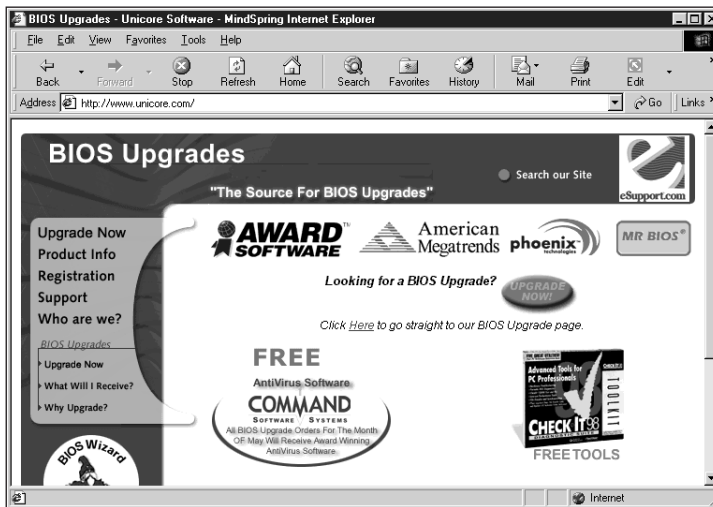 BIOS Upgrades - Unicore Software - MindSpring Internet Explorer
File Edit View Favorites Tools Help
Back Forward Stop Refresh Home Search Favorites History Mail Print Edit
Address http://www.unicore.com/ Go Links
BIOS Upgrades
Search our Site
eSupport.com
"The Source For BIOS Upgrades"
Upgrade Now
Product Info
Registration
Support
Who are we?
BIOS Upgrades
Upgrade Now
What Will I Receive?
Why Upgrade?
BIOS Wizard
AWARD SOFTWARE™
American Megatrends
phoenix™ technologies
MR BIOS®
Looking for a BIOS Upgrade?
UPGRADE NOW!
Click Here to go straight to our BIOS Upgrade page.
FREE
AntiVirus Software
COMMAND
SOFTWARE SYSTEMS
All BIOS Upgrade Orders For The Month
OF May Will Receive Award Winning
AntiVirus Software
Advanced Tools for
PC Professionals
CHECKIT 98
DIAGNOSTIC SUITE
TOOLKIT
FREE TOOLS
Internet